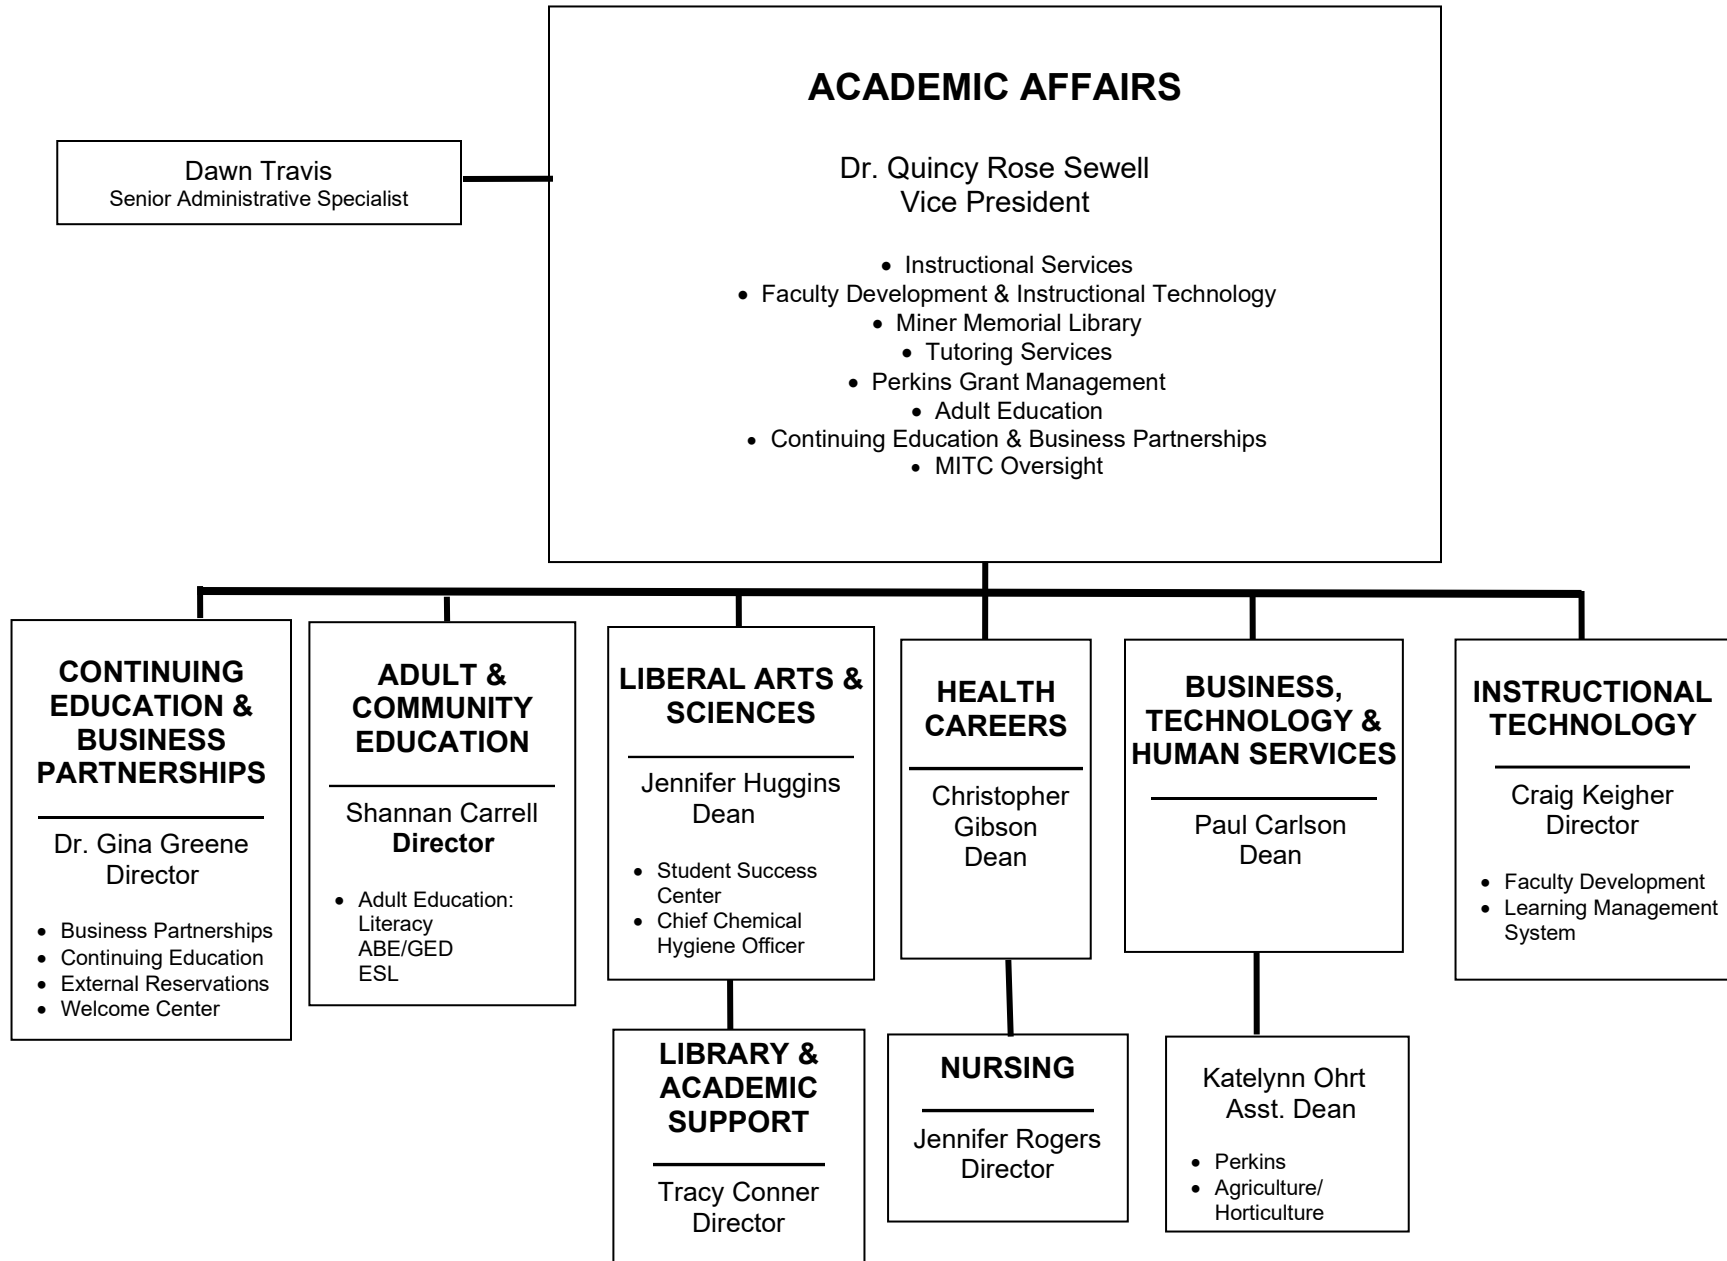 ACADEMIC AFFAIRS
Dr. Quincy Rose Sewell
Vice President
• Instructional Services
• Faculty Development & Instructional Technology
• Miner Memorial Library
• Tutoring Services
• Perkins Grant Management
• Adult Education
• Continuing Education & Business Partnerships
• MITC Oversight
Dawn Travis
Senior Administrative Specialist
CONTINUING
EDUCATION &
BUSINESS
PARTNERSHIPS
Dr. Gina Greene
Director
• Business Partnerships
• Continuing Education
• External Reservations
• Welcome Center
ADULT &
COMMUNITY
EDUCATION
Shannan Carrell
Director
• Adult Education:
Literacy
ABE/GED
ESL
LIBERAL ARTS &
SCIENCES
Jennifer Huggins
Dean
• Student Success
Center
• Chief Chemical
Hygiene Officer
HEALTH
CAREERS
Christopher
Gibson
Dean
BUSINESS,
TECHNOLOGY &
HUMAN SERVICES
Paul Carlson
Dean
INSTRUCTIONAL
TECHNOLOGY
Craig Keigher
Director
• Faculty Development
• Learning Management
System
LIBRARY &
ACADEMIC
SUPPORT
Tracy Conner
Director
NURSING
Jennifer Rogers
Director
Katelynn Ohrt
Asst. Dean
• Perkins
• Agriculture/
Horticulture